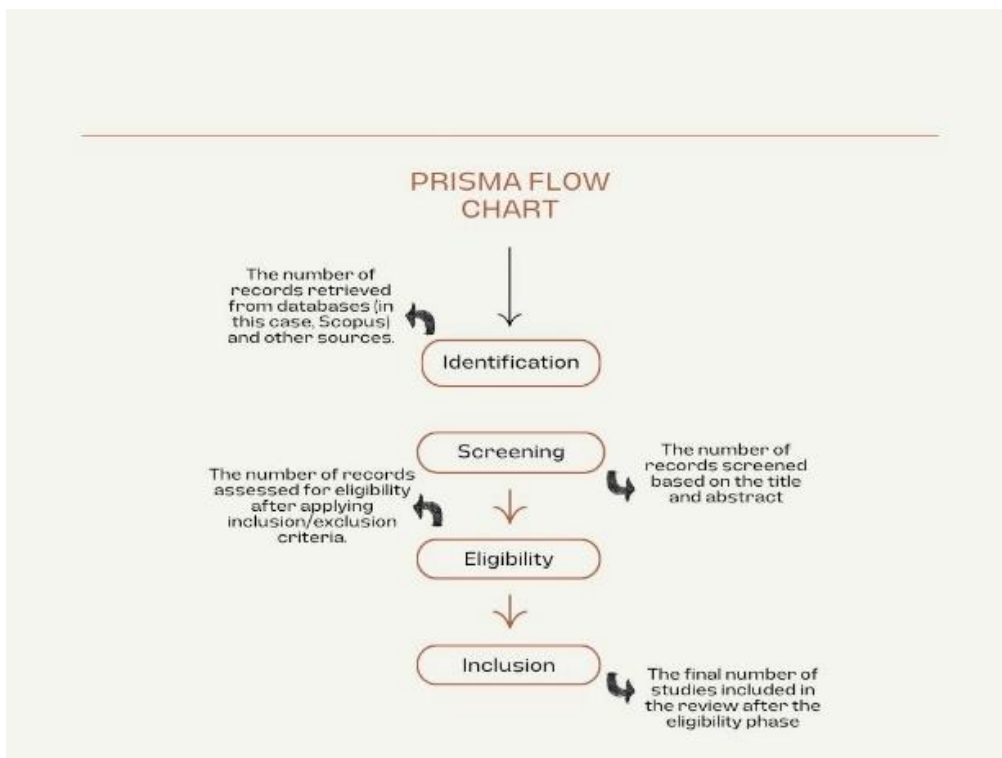 PRISMA FLOW
CHART
The number of
records retrieved
from databases (in
this case, Scopus)
and other sources.
Identification
Screening
The number of
records screened
based on the title
and abstract
The number of records
assessed for eligibility
after applying
inclusion/exclusion
criteria.
Eligibility
Inclusion
The final number of
studies included in
the review after the
eligibility phase